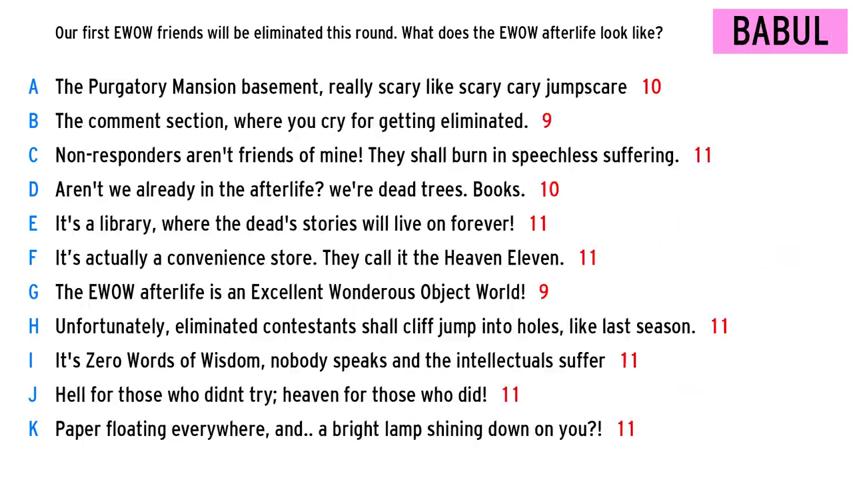 Our first EWOW friends will be eliminated this round. What does the EWOW afterlife look like?
BABUL
A The Purgatory Mansion basement, really scary like scary cary jumpscare 10
B The comment section, where you cry for getting eliminated. 9
C Non-responders aren't friends of mine! They shall burn in speechless suffering. 11
D Aren't we already in the afterlife? we're dead trees. Books. 10
E It's a library, where the dead's stories will live on forever! 11
F It’s actually a convenience store. They call it the Heaven Eleven. 11
G The EWOW afterlife is an Excellent Wonderous Object World! 9
H Unfortunately, eliminated contestants shall cliff jump into holes, like last season. 11
I It's Zero Words of Wisdom, nobody speaks and the intellectuals suffer 11
J Hell for those who didnt try; heaven for those who did! 11
K Paper floating everywhere, and.. a bright lamp shining down on you?! 11